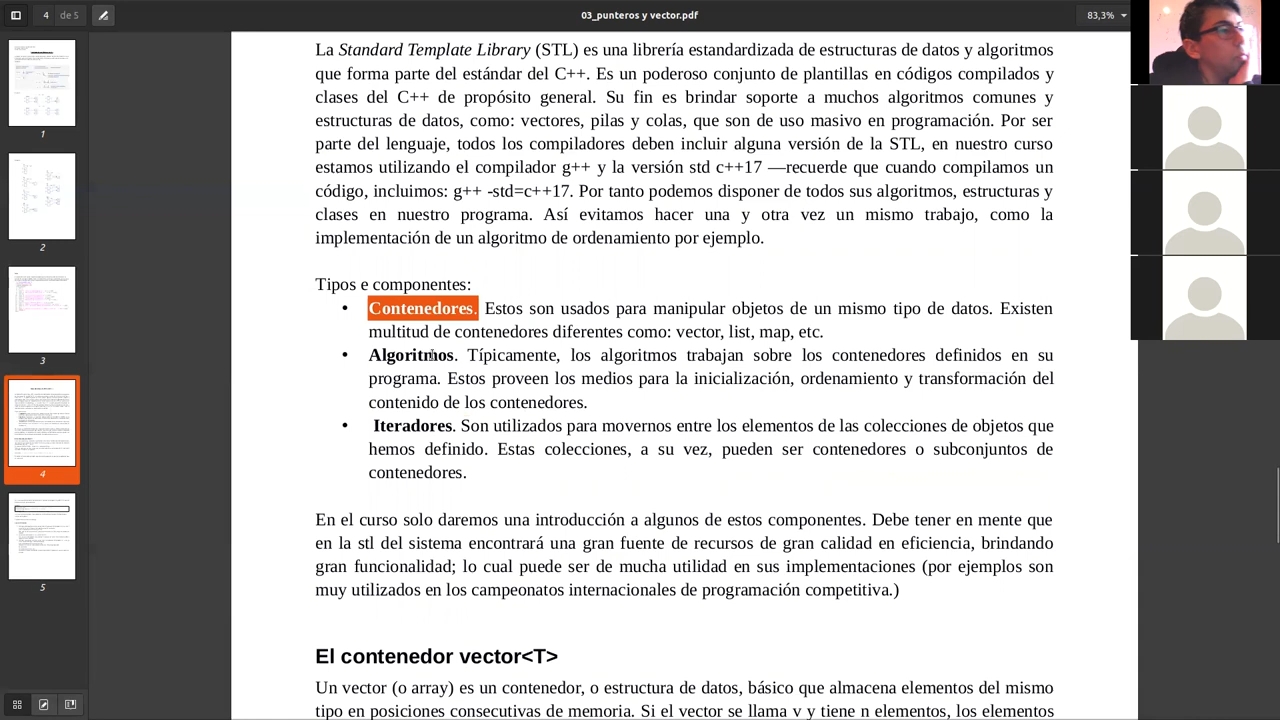 4 de 5
03_punteros y vector.pdf
83,3%
La Standard Template Library (STL) es una librería estandar basada en estructuras de datos y algoritmos
que forma parte del estándar del C++. Es un poderoso conjunto de plantillas en códigos compilados y
clases del C++ de propósito general. Su fin es brindar soporte a muchos algoritmos comunes y
estructuras de datos, como: vectores, pilas y colas, que son de uso masivo en programación. Por ser
parte del lenguaje, todos los compiladores deben incluir alguna versión de la STL, en nuestro curso
estamos utilizando el compilador g++ y la versión std c++17 —recuerde que cuando compilamos un
código, incluimos: g++ -std=c++17. Por tanto podemos disponer de todos sus algoritmos, estructuras y
clases en nuestro programa. Así evitamos hacer una y otra vez un mismo trabajo, como la
implementación de un algoritmo de ordenamiento por ejemplo.
Tipos e componentes:
• Contenedores. Estos son usados para manipular objetos de un mismo tipo de datos. Existen
multitud de contenedores diferentes como: vector, list, map, etc.
• Algoritmos. Típicamente, los algoritmos trabajan sobre los contenedores definidos en su
programa. Estos proveen los medios para la inicialización, ordenamiento y transformación del
contenido de los contenedores.
• Iteradores Son utilizados para movernos entre los elementos de las colecciones de objetos que
hemos definido. Estas colecciones, a su vez, pueden ser contenedores o subconjuntos de
contenedores.
En el curso se dará solo una introducción a algunos de estos componentes. Debes tener en mente que
en la stl del sistema encontrará una gran fuente de recursos de gran calidad en eficiencia, brindando
gran funcionalidad; lo cual puede ser de mucha utilidad en sus implementaciones (por ejemplos son
muy utilizados en los campeonatos internacionales de programación competitiva.)
El contenedor vector<T>
Un vector (o array) es un contenedor, o estructura de datos, básico que almacena elementos del mismo
tipo en posiciones consecutivas de memoria. Si el vector se llama v y tiene n elementos, los elementos
1
2
3
4
5